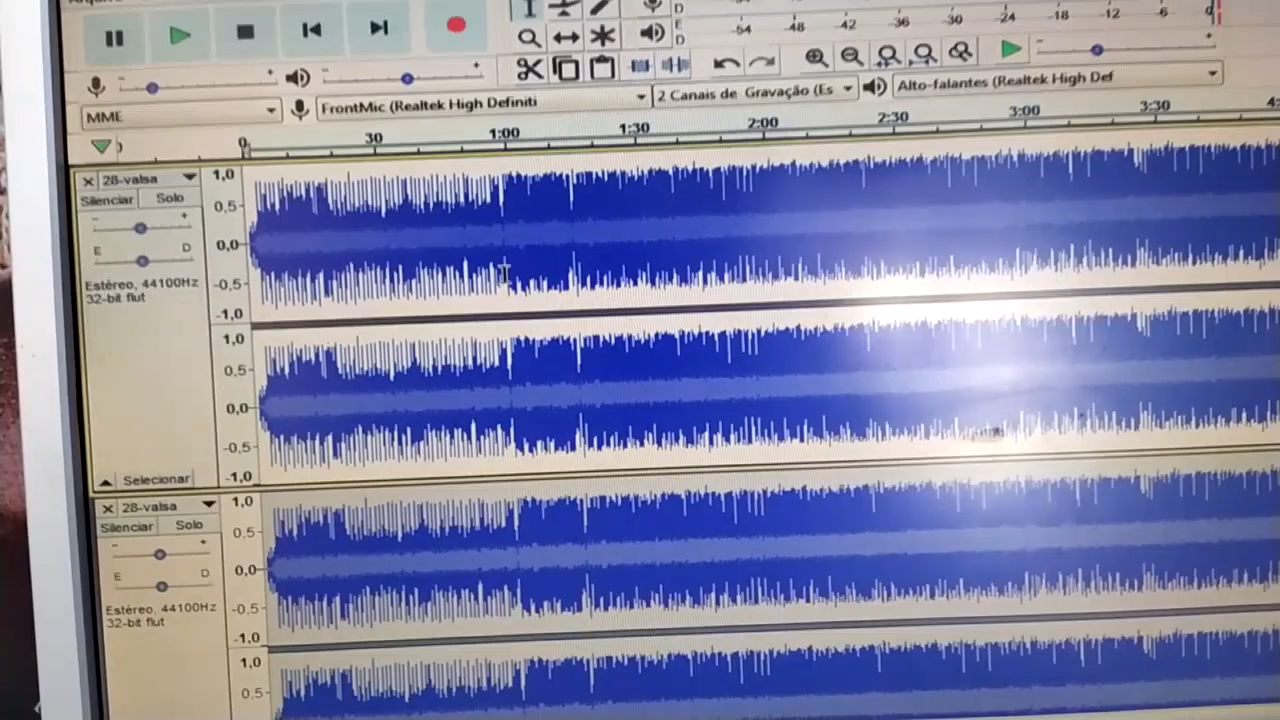 -54 -48 -42 -36 -30 -24 -18 -12 -6
MME
FrontMic (Realtek High Definiti
2 Canais de Gravação (Es
Alto-falantes (Realtek High Def
0 30 1:00 1:30 2:00 2:30 3:00 3:30
28-valsa
Silenciar Solo
- +
E D
Estéreo, 44100Hz
32-bit flut
Selecionar
1,0
0,5
0,0
-0,5
-1,0
1,0
0,5
0,0
-0,5
-1,0
28-valsa
Silenciar Solo
- +
E D
Estéreo, 44100Hz
32-bit flut
1,0
0,5
0,0
-0,5
-1,0
1,0
0,5